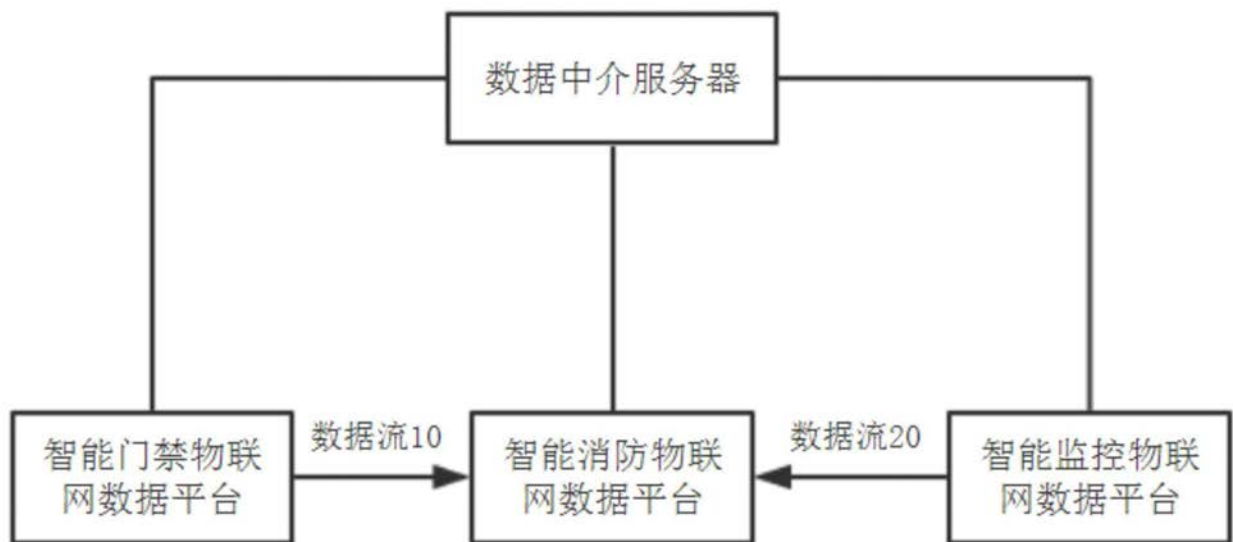 数据中介服务器
数据流10
数据流20
智能门禁物联
网数据平台
智能消防物联
网数据平台
智能监控物联
网数据平台